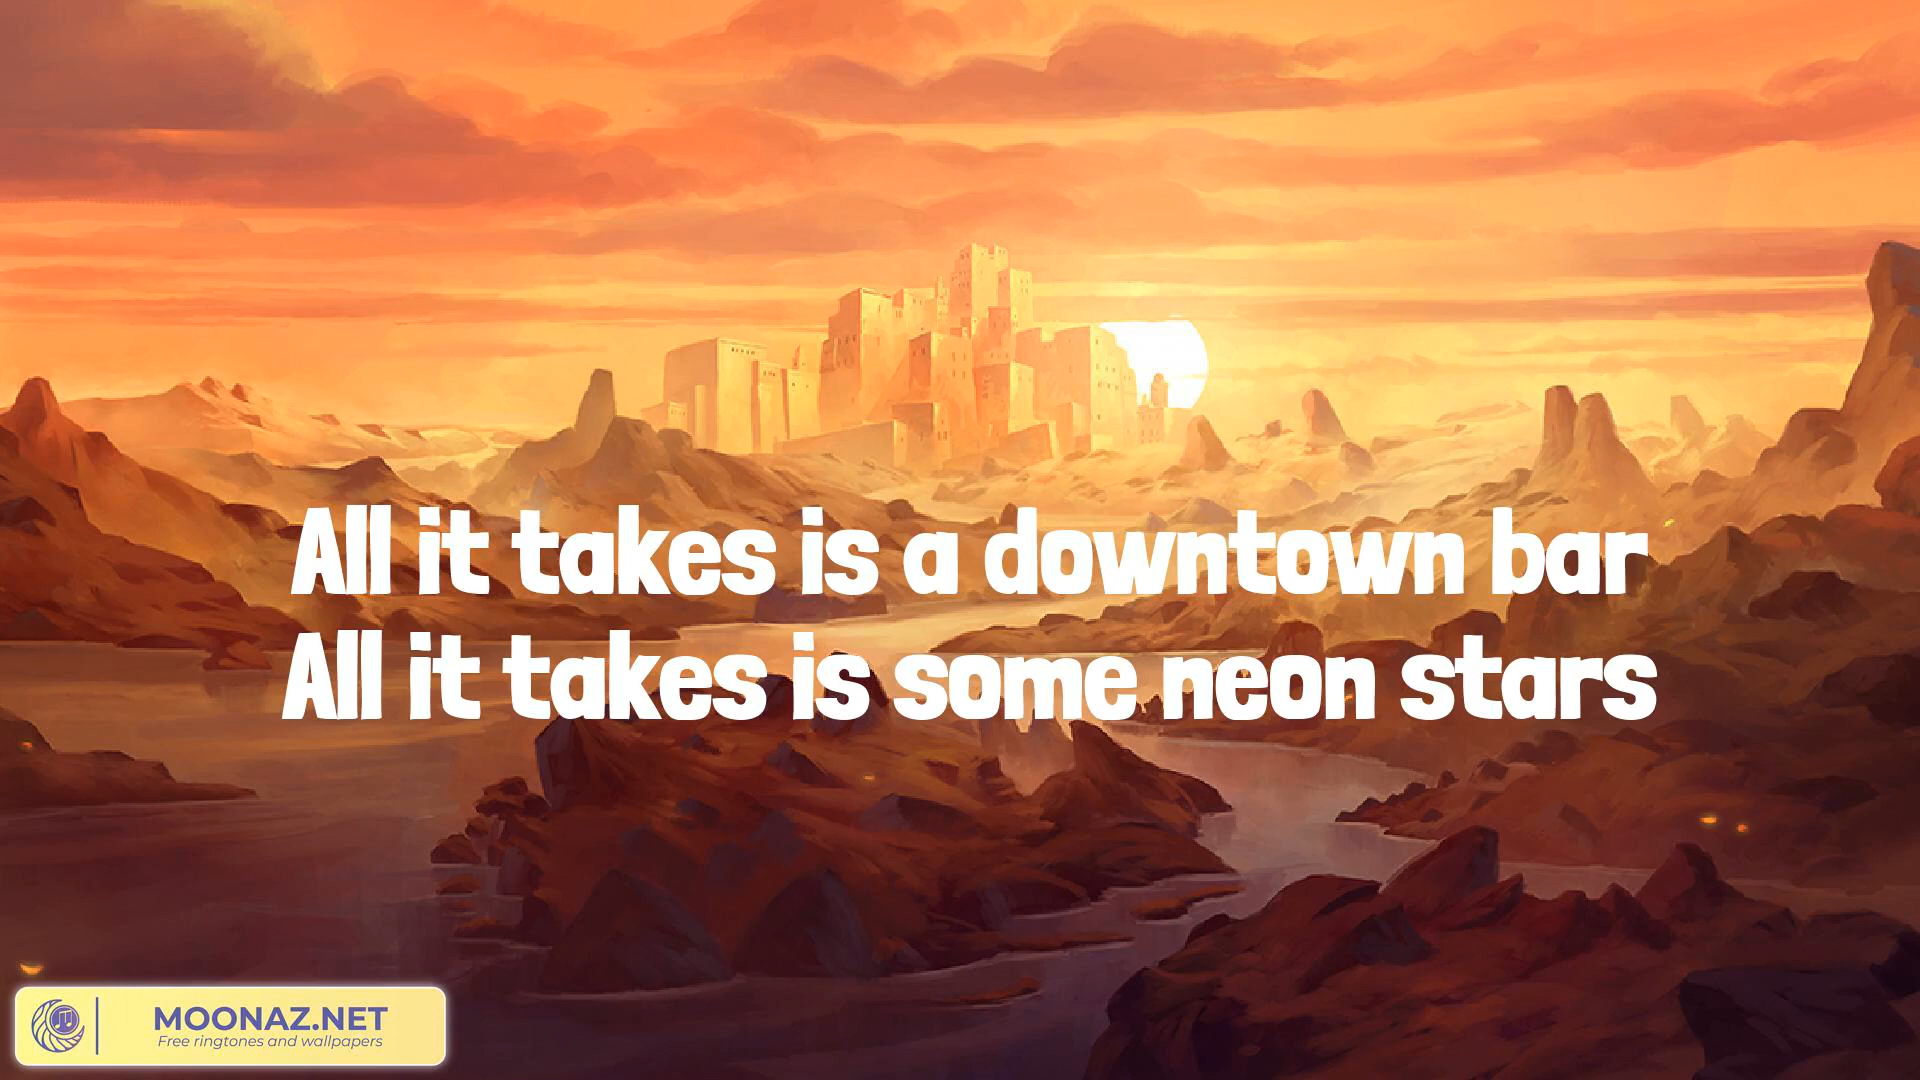 All it takes is a downtown bar
All it takes is some neon stars
MOONAZ.NET
Free ringtones and wallpapers